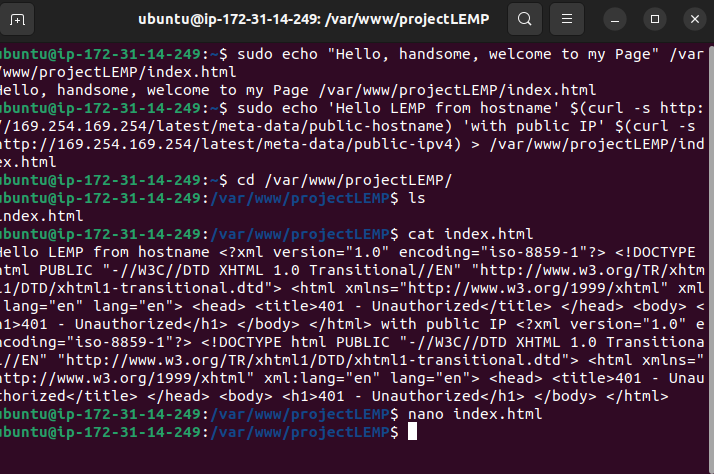 ubuntu@ip-172-31-14-249: /var/www/projectLEMP
ubuntu@ip-172-31-14-249:~$ sudo echo "Hello, handsome, welcome to my Page" /var
/www/projectLEMP/index.html
Hello, handsome, welcome to my Page /var/www/projectLEMP/index.html
ubuntu@ip-172-31-14-249:~$ sudo echo 'Hello LEMP from hostname' $(curl -s http:
//169.254.169.254/latest/meta-data/public-hostname) 'with public IP' $(curl -s
http://169.254.169.254/latest/meta-data/public-ipv4) > /var/www/projectLEMP/ind
ex.html
ubuntu@ip-172-31-14-249:~$ cd /var/www/projectLEMP/
ubuntu@ip-172-31-14-249:/var/www/projectLEMP$ ls
index.html
ubuntu@ip-172-31-14-249:/var/www/projectLEMP$ cat index.html
Hello LEMP from hostname <?xml version="1.0" encoding="iso-8859-1"?> <!DOCTYPE
html PUBLIC "-//W3C//DTD XHTML 1.0 Transitional//EN" "http://www.w3.org/TR/xhtm
l1/DTD/xhtml1-transitional.dtd"> <html xmlns="http://www.w3.org/1999/xhtml" xml
:lang="en" lang="en"> <head> <title>401 - Unauthorized</title> </head> <body> <
h1>401 - Unauthorized</h1> </body> </html> with public IP <?xml version="1.0" e
ncoding="iso-8859-1"?> <!DOCTYPE html PUBLIC "-//W3C//DTD XHTML 1.0 Transitiona
l//EN" "http://www.w3.org/TR/xhtml1/DTD/xhtml1-transitional.dtd"> <html xmlns="
http://www.w3.org/1999/xhtml" xml:lang="en" lang="en"> <head> <title>401 - Unau
thorized</title> </head> <body> <h1>401 - Unauthorized</h1> </body> </html>
ubuntu@ip-172-31-14-249:/var/www/projectLEMP$ nano index.html
ubuntu@ip-172-31-14-249:/var/www/projectLEMP$